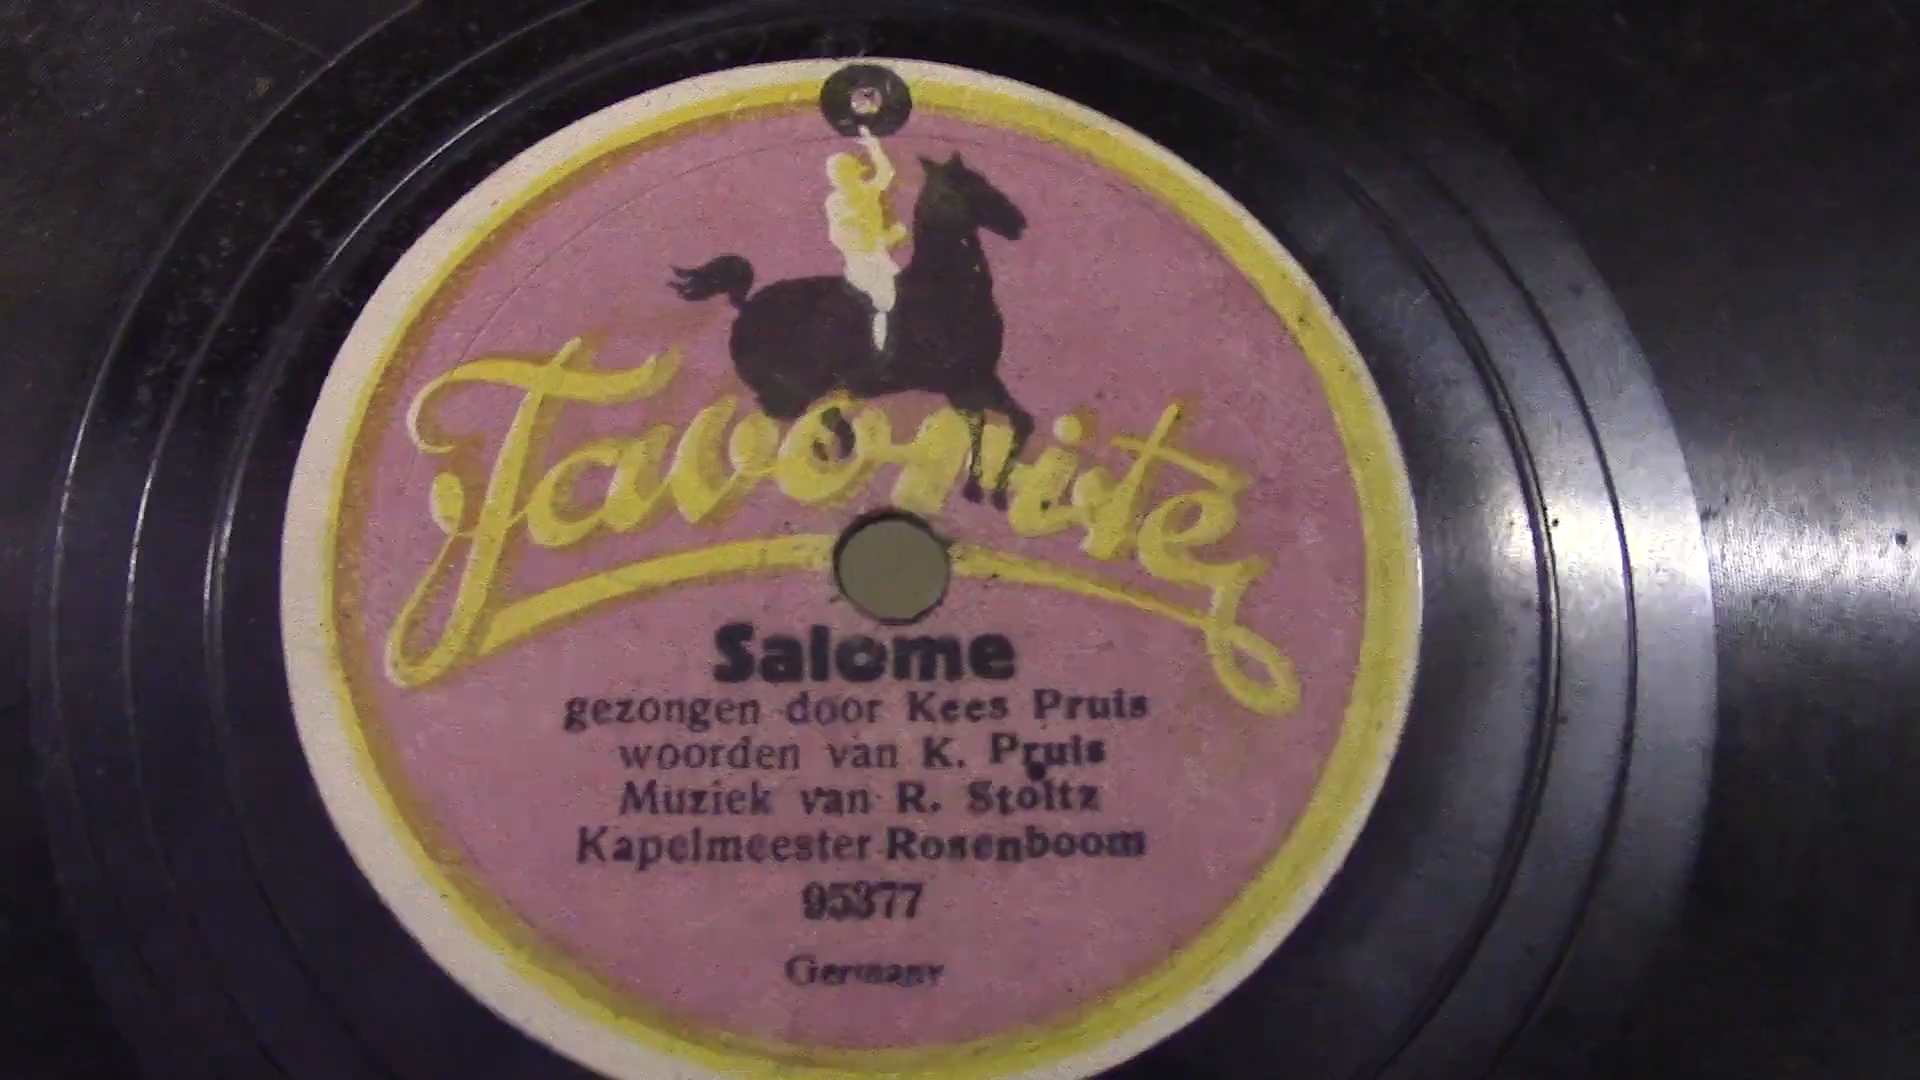 Favorite
Salome
gezongen door Kees Pruis
woorden van K. Pruis
Muziek van R. Stoltz
Kapelmeester Rosenboom
95377
Germany